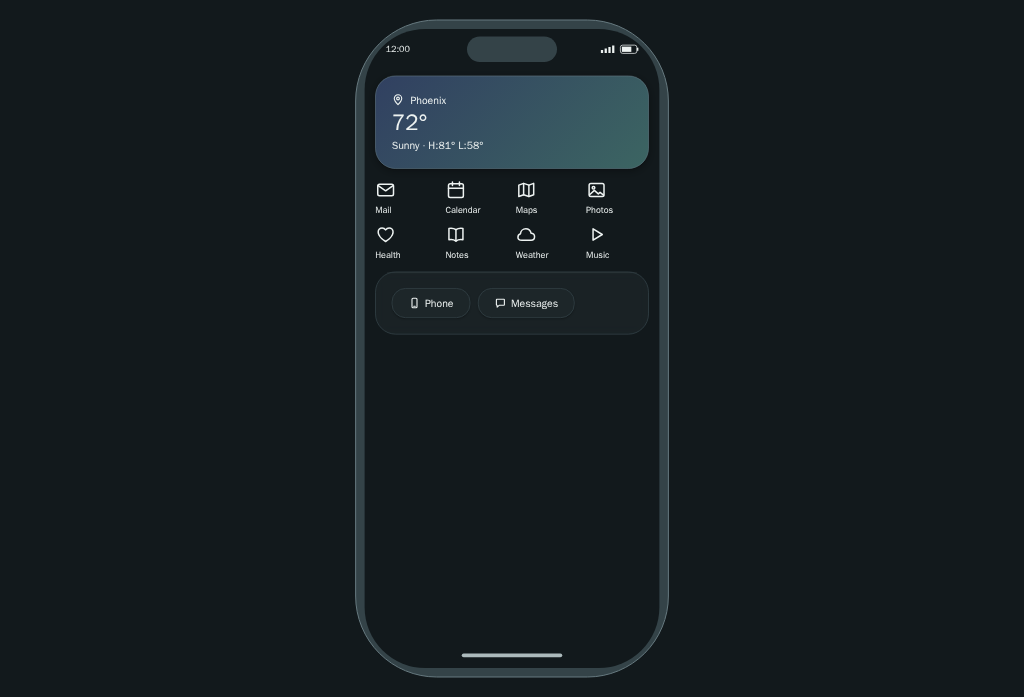 12:00
Phoenix
72°
Sunny · H:81° L:58°
Mail Calendar Maps Photos
Health Notes Weather Music
Phone Messages